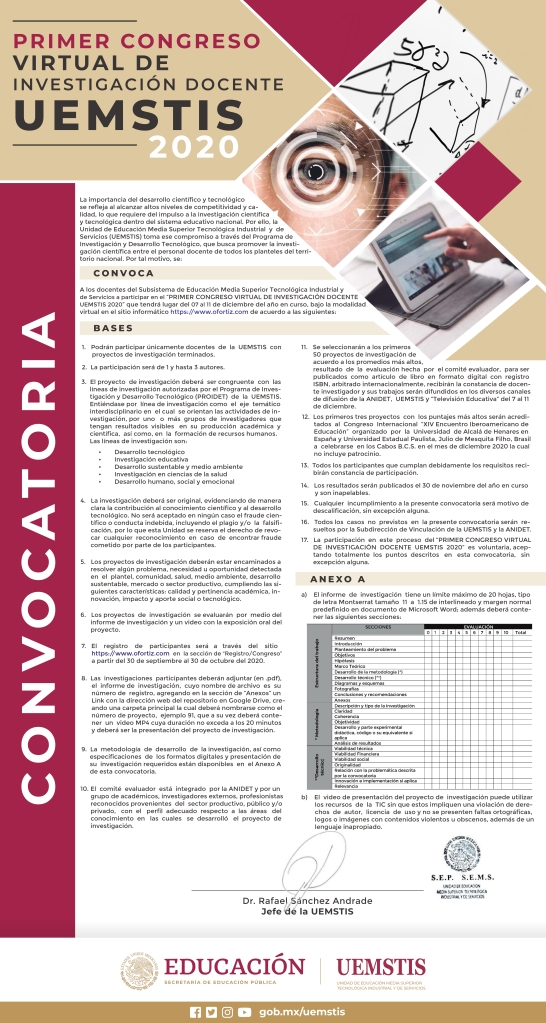 PRIMER CONGRESO
VIRTUAL DE
INVESTIGACIÓN DOCENTE
UEMSTIS
2020
CONVOCATORIA
La importancia del desarrollo científico y tecnológico
se refleja al alcanzar altos niveles de competitividad y ca-
lidad, lo que requiere del impulso a la investigación científica
y tecnológica dentro del sistema educativo nacional. Por ello, la
Unidad de Educación Media Superior Tecnológica Industrial y de
Servicios (UEMSTIS) toma ese compromiso a través del Programa de
Investigación y Desarrollo Tecnológico, que busca promover la investi-
gación científica entre el personal docente de todos los planteles del terri-
torio nacional. Por tal motivo, se:
CONVOCA
A los docentes del Subsistema de Educación Media Superior Tecnológica Industrial y
de Servicios a participar en el "PRIMER CONGRESO VIRTUAL DE INVESTIGACIÓN DOCENTE
UEMSTIS 2020" que tendrá lugar del 07 al 11 de diciembre del año en curso, bajo la modalidad
virtual en el sitio informático https://www.ofortiz.com de acuerdo a las siguientes:
BASES
1. Podrán participar únicamente docentes de la UEMSTIS con
proyectos de investigación terminados.
2. La participación será de 1 y hasta 3 autores.
3. El proyecto de investigación deberá ser congruente con las
líneas de investigación autorizadas por el Programa de Inves-
tigación y Desarrollo Tecnológico (PROIDET) de la UEMSTIS.
Entiéndase por línea de investigación como el eje temático
interdisciplinario en el cual se orientan las actividades de in-
vestigación, por uno o más grupos de investigadores que
tengan resultados visibles en su producción académica y
científica, así como, en la formación de recursos humanos.
Las líneas de investigación son:
• Desarrollo tecnológico
• Investigación educativa
• Desarrollo sustentable y medio ambiente
• Investigación en ciencias de la salud
• Desarrollo humano, social y emocional
4. La investigación deberá ser original, evidenciando de manera
clara la contribución al conocimiento científico y al desarrollo
tecnológico. No será aceptado en ningún caso el fraude cien-
tífico o conducta indebida, incluyendo el plagio y/o la falsifi-
cación, por lo que esta Unidad se reserva el derecho de revo-
car cualquier reconocimiento en caso de encontrar fraude
cometido por parte de los participantes.
5. Los proyectos de investigación deberán estar encaminados a
resolver algún problema, necesidad u oportunidad detectada
en el plantel, comunidad, salud, medio ambiente, desarrollo
sustentable, mercado o sector productivo, cumpliendo las si-
guientes características: calidad y pertinencia académica, in-
novación, impacto y aporte social o tecnológico.
6. Los proyectos de investigación se evaluarán por medio del
informe de investigación y un video con la exposición oral del
proyecto.
7. El registro de participantes será a través del sitio
https://www.ofortiz.com en la sección de "Registro/Congreso"
a partir del 30 de septiembre al 30 de octubre del 2020.
8. Las investigaciones participantes deberán adjuntar (en .pdf),
el informe de investigación, cuyo nombre de archivo es su
número de registro, agregando en la sección de "Anexos" un
Link con la dirección web del repositorio en Google Drive, cre-
ando una carpeta principal la cual deberá nombrarse como el
número de proyecto, ejemplo 91, que a su vez deberá conte-
ner un video MP4 cuya duración no exceda a los 20 minutos
y deberá ser la presentación del proyecto de investigación.
9. La metodología de desarrollo de la investigación, así como
especificaciones de los formatos digitales y presentación de
su investigación requeridos están disponibles en el Anexo A
de esta convocatoria.
10. El comité evaluador está integrado por la ANIDET y por un
grupo de académicos, investigadores externos, profesionistas
reconocidos provenientes del sector productivo, público y/o
privado, con el perfil adecuado respecto a las áreas del
conocimiento en las cuales se desarrolló el proyecto de
investigación.
11. Se seleccionarán a los primeros
50 proyectos de investigación de
acuerdo a los promedios más altos,
resultado de la evaluación hecha por el comité evaluador, para ser
publicados como artículo de libro en formato digital con registro
ISBN, arbitrado internacionalmente, recibirán la constancia de docen-
te investigador y sus trabajos serán difundidos en los diversos canales
de difusión de la ANIDET, UEMSTIS y "Televisión Educativa" del 7 al 11
de diciembre.
12. Los primeros tres proyectos con los puntajes más altos serán acredi-
tados al Congreso Internacional "XIV Encuentro Iberoamericano de
Educación" organizado por la Universidad de Alcalá de Henares en
España y Universidad Estadual Paulista, Julio de Mesquita Filho, Brasil
a celebrarse en los Cabos B.C.S. en el mes de diciembre 2020 la cual
no incluye patrocinio.
13. Todos los participantes que cumplan debidamente los requisitos reci-
birán constancia de participación.
14. Los resultados serán publicados el 30 de noviembre del año en curso
y son inapelables.
15. Cualquier incumplimiento a la presente convocatoria será motivo de
descalificación, sin excepción alguna.
16. Todos los casos no previstos en la presente convocatoria serán re-
sueltos por la Subdirección de Vinculación de la UEMSTIS y la ANIDET.
17. La participación en este proceso del "PRIMER CONGRESO VIRTUAL
DE INVESTIGACIÓN DOCENTE UEMSTIS 2020" es voluntaria, acep-
tando totalmente los puntos descritos en esta convocatoria, sin
excepción alguna.
ANEXO A
a) El informe de investigación tiene un límite máximo de 20 hojas, tipo
de letra Montserrat tamaño 11 a 1.15 de interlineado y margen normal
predefinido en documento de Microsoft Word; además deberá conte-
ner las siguientes secciones:
SECCIONES EVALUACIÓN
0 1 2 3 4 5 6 7 8 9 10 Total
Estructura del trabajo
Resumen
Introducción
Planteamiento del problema
Objetivos
Hipótesis
Marco Teórico
Desarrollo de la metodología (*)
Desarrollo técnico (**)
Diagramas y esquemas
Fotografías
Conclusiones y recomendaciones
Anexos
* Metodología
Descripción y tipo de la investigación
Claridad
Coherencia
Objetividad
Desarrollo y parte experimental
didáctica, código o su equivalente si
aplica
Análisis de resultados
**Desarrollo técnico
Viabilidad técnica
Viabilidad Financiera
Viabilidad social
Originalidad
Relación con la problemática descrita
por la convocatoria
Innovación e implementación si aplica
Relevancia
b) El video de presentación del proyecto de investigación puede utilizar
los recursos de la TIC sin que estos impliquen una violación de dere-
chos de autor, licencia de uso y no se presenten faltas ortográficas,
logos o imágenes con contenidos violentos u obscenos, además de un
lenguaje inapropiado.
Dr. Rafael Sánchez Andrade
Jefe de la UEMSTIS
S.E.P. S.E.M.S.
UNIDAD DE EDUCACIÓN
MEDIA SUPERIOR TECNOLÓGICA
INDUSTRIAL Y DE SERVICIOS
EDUCACIÓN
SECRETARÍA DE EDUCACIÓN PÚBLICA
UEMSTIS
UNIDAD DE EDUCACIÓN MEDIA SUPERIOR
TECNOLÓGICA INDUSTRIAL Y DE SERVICIOS
gob.mx/uemstis